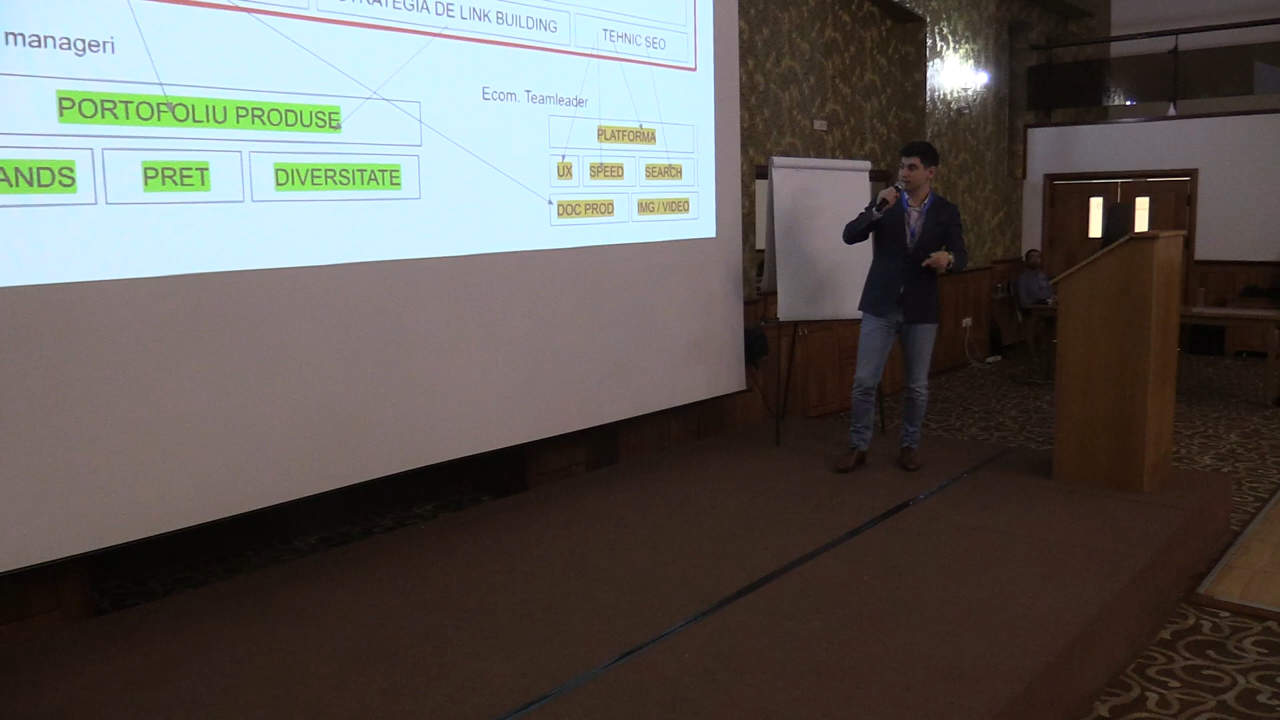 STRATEGIA DE LINK BUILDING
TEHNIC SEO
manageri
PORTOFOLIU PRODUSE
ANDS
PRET
DIVERSITATE
Ecom. Teamleader
PLATFORMA
UX
SPEED
SEARCH
DOC PROD
IMG / VIDEO